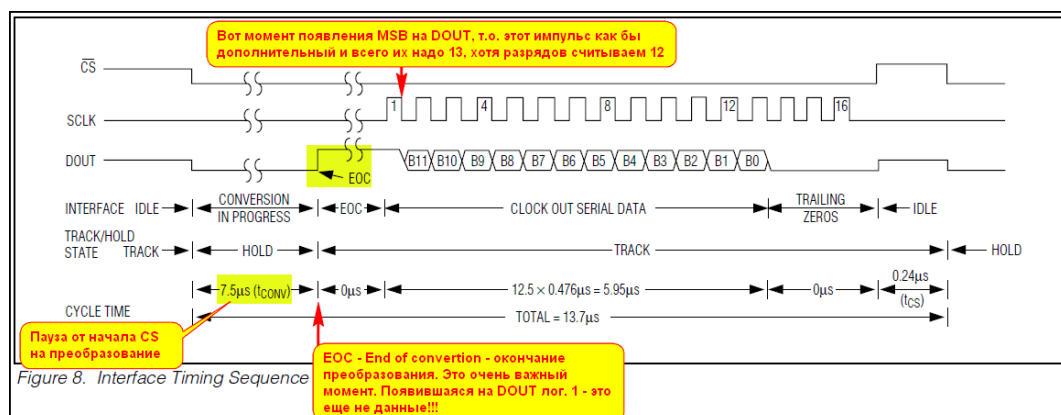 Вот момент появления MSB на DOUT, т.о. этот импульс как бы
дополнительный и всего их надо 13, хотя разрядов считываем 12
CS
1 4 8 12 16
SCLK
DOUT
B11 B10 B9 B8 B7 B6 B5 B4 B3 B2 B1 B0
EOC
INTERFACE IDLE
CONVERSION
IN PROGRESS
EOC
CLOCK OUT SERIAL DATA
TRAILING
ZEROS
IDLE
TRACK/HOLD
STATE TRACK
HOLD
TRACK
HOLD
CYCLE TIME
7.5µs (tCONV)
0µs
12.5 × 0.476µs = 5.95µs
0µs
0.24µs
(tCS)
TOTAL = 13.7µs
Пауза от начала CS
на преобразование
EOC - End of convertion - окончание
преобразования. Это очень важный
момент. Появившаяся на DOUT лог. 1 - это
еще не данные!!!
Figure 8. Interface Timing Sequence